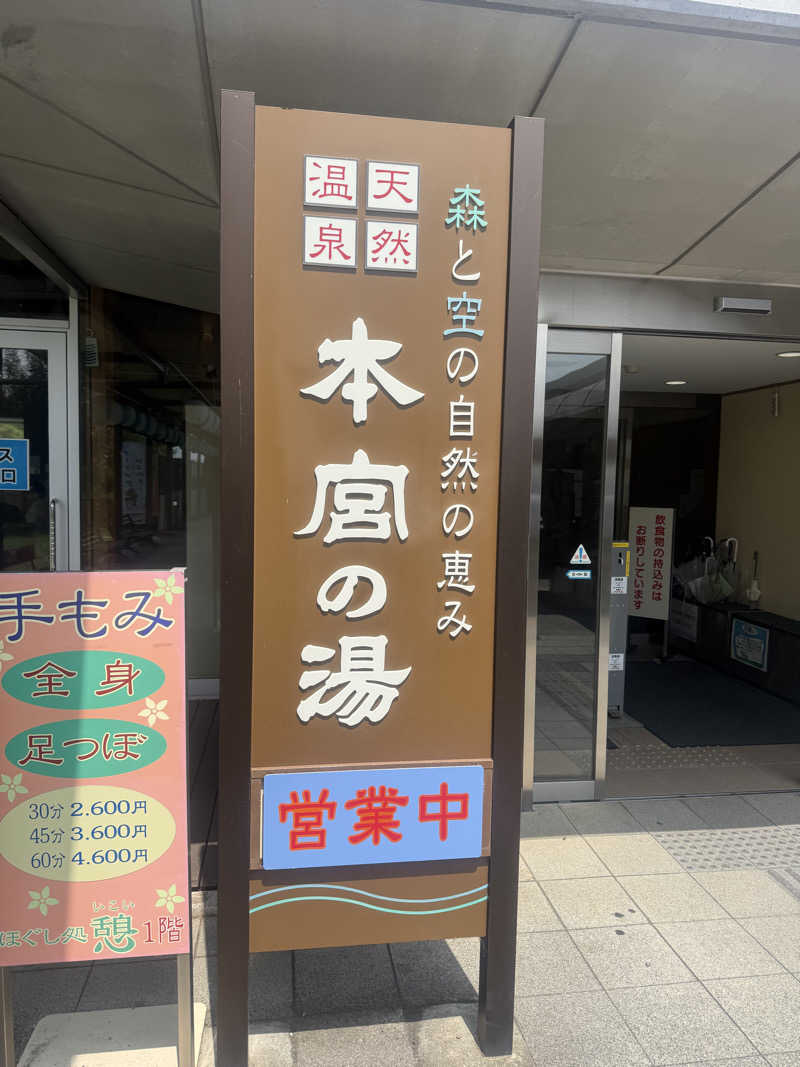 天然
温泉
森と空の自然の恵み
本宮の湯
営業中
手もみ
全身
足つぼ
30分 2.600円
45分 3.600円
60分 4.600円
いこい
ほぐし処 憩 1階
飲食物の持込みは
お断りしています
ス
口